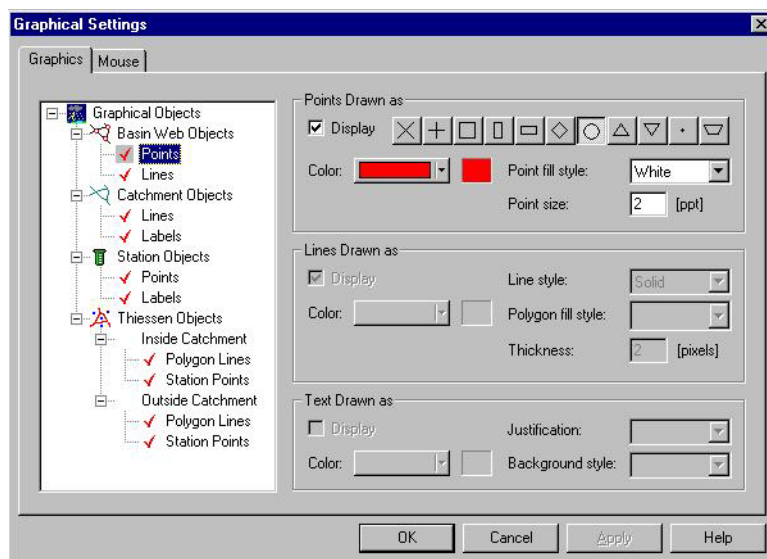 Graphical Settings
Graphics
Mouse
Graphical Objects
Basin Web Objects
Points
Lines
Catchment Objects
Lines
Labels
Station Objects
Points
Labels
Thiessen Objects
Inside Catchment
Polygon Lines
Station Points
Outside Catchment
Polygon Lines
Station Points
Points Drawn as
Display
Color:
Point fill style: White
Point size: 2 [ppt]
Lines Drawn as
Display
Line style: Solid
Color:
Polygon fill style:
Thickness: 2 [pixels]
Text Drawn as
Display
Justification:
Color:
Background style:
OK
Cancel
Apply
Help